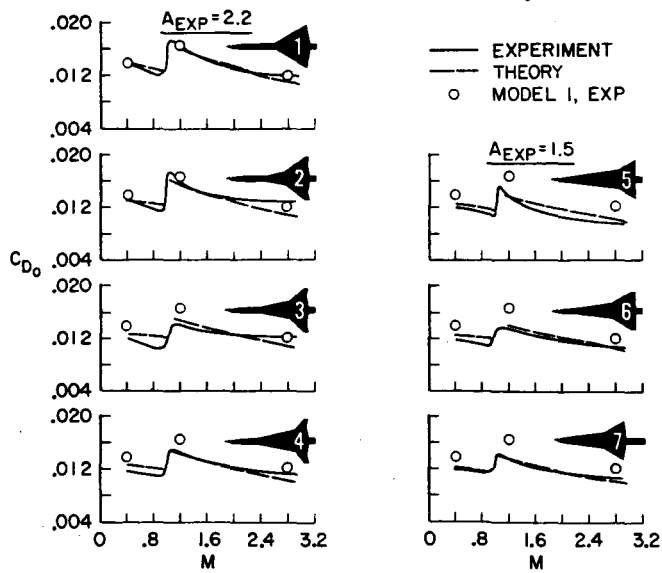 A_EXP = 2.2
.020
.012
.004
1
EXPERIMENT
THEORY
MODEL 1, EXP
.020
.012
.004
2
A_EXP = 1.5
5
C_D₀
.020
.012
.004
3
6
.020
.012
.004
4
7
0 .8 1.6 2.4 3.2
M
0 .8 1.6 2.4 3.2
M